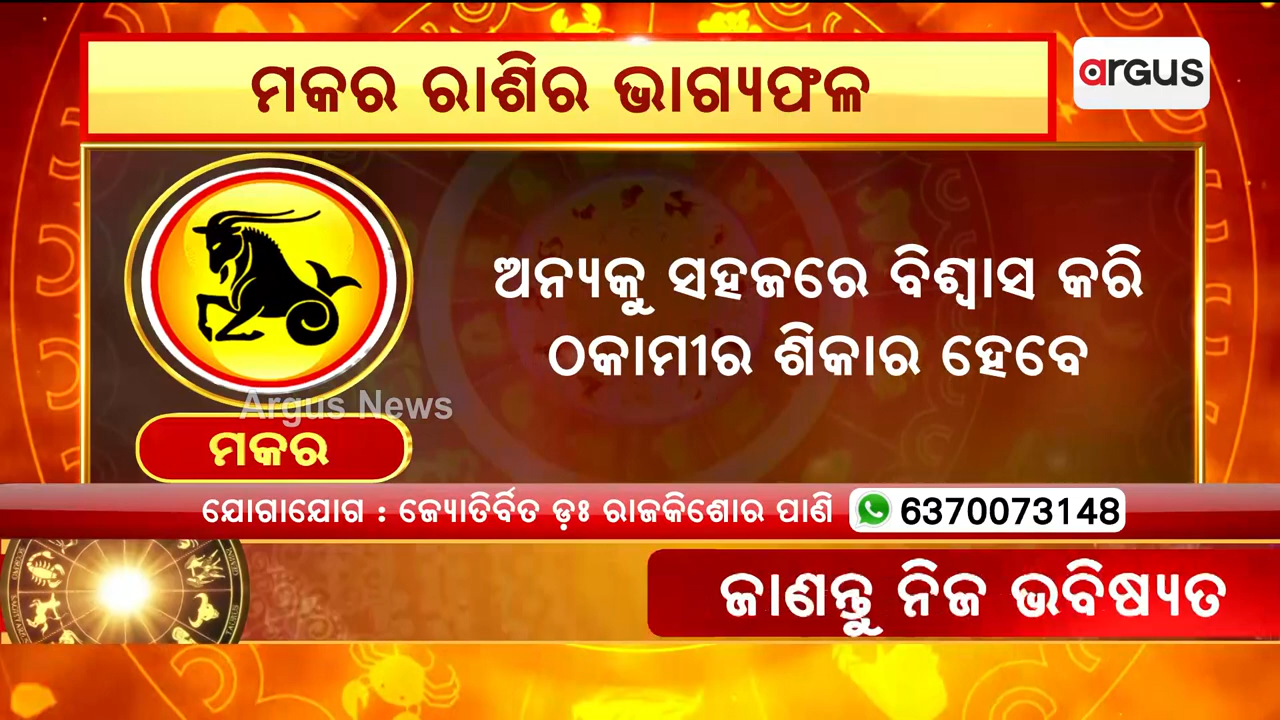 ମକର ରାଶିର ଭାଗ୍ୟଫଳ
argus
ଅନ୍ୟକୁ ସହଜରେ ବିଶ୍ୱାସ କରି
ଠକାମୀର ଶିକାର ହେବେ
Argus News
ମକର
ଯୋଗାଯୋଗ : ଜ୍ୟୋତିର୍ବିତ ଡ଼ଃ ରାଜକିଶୋର ପାଣି 6370073148
ଜାଣନ୍ତୁ ନିଜ ଭବିଷ୍ୟତ